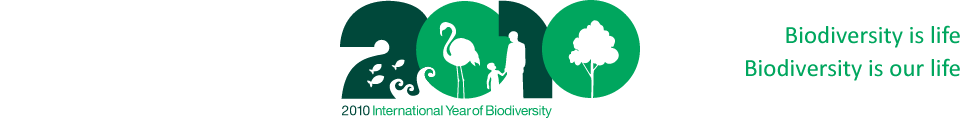 2010
2010 International Year of Biodiversity
Biodiversity is life
Biodiversity is our life